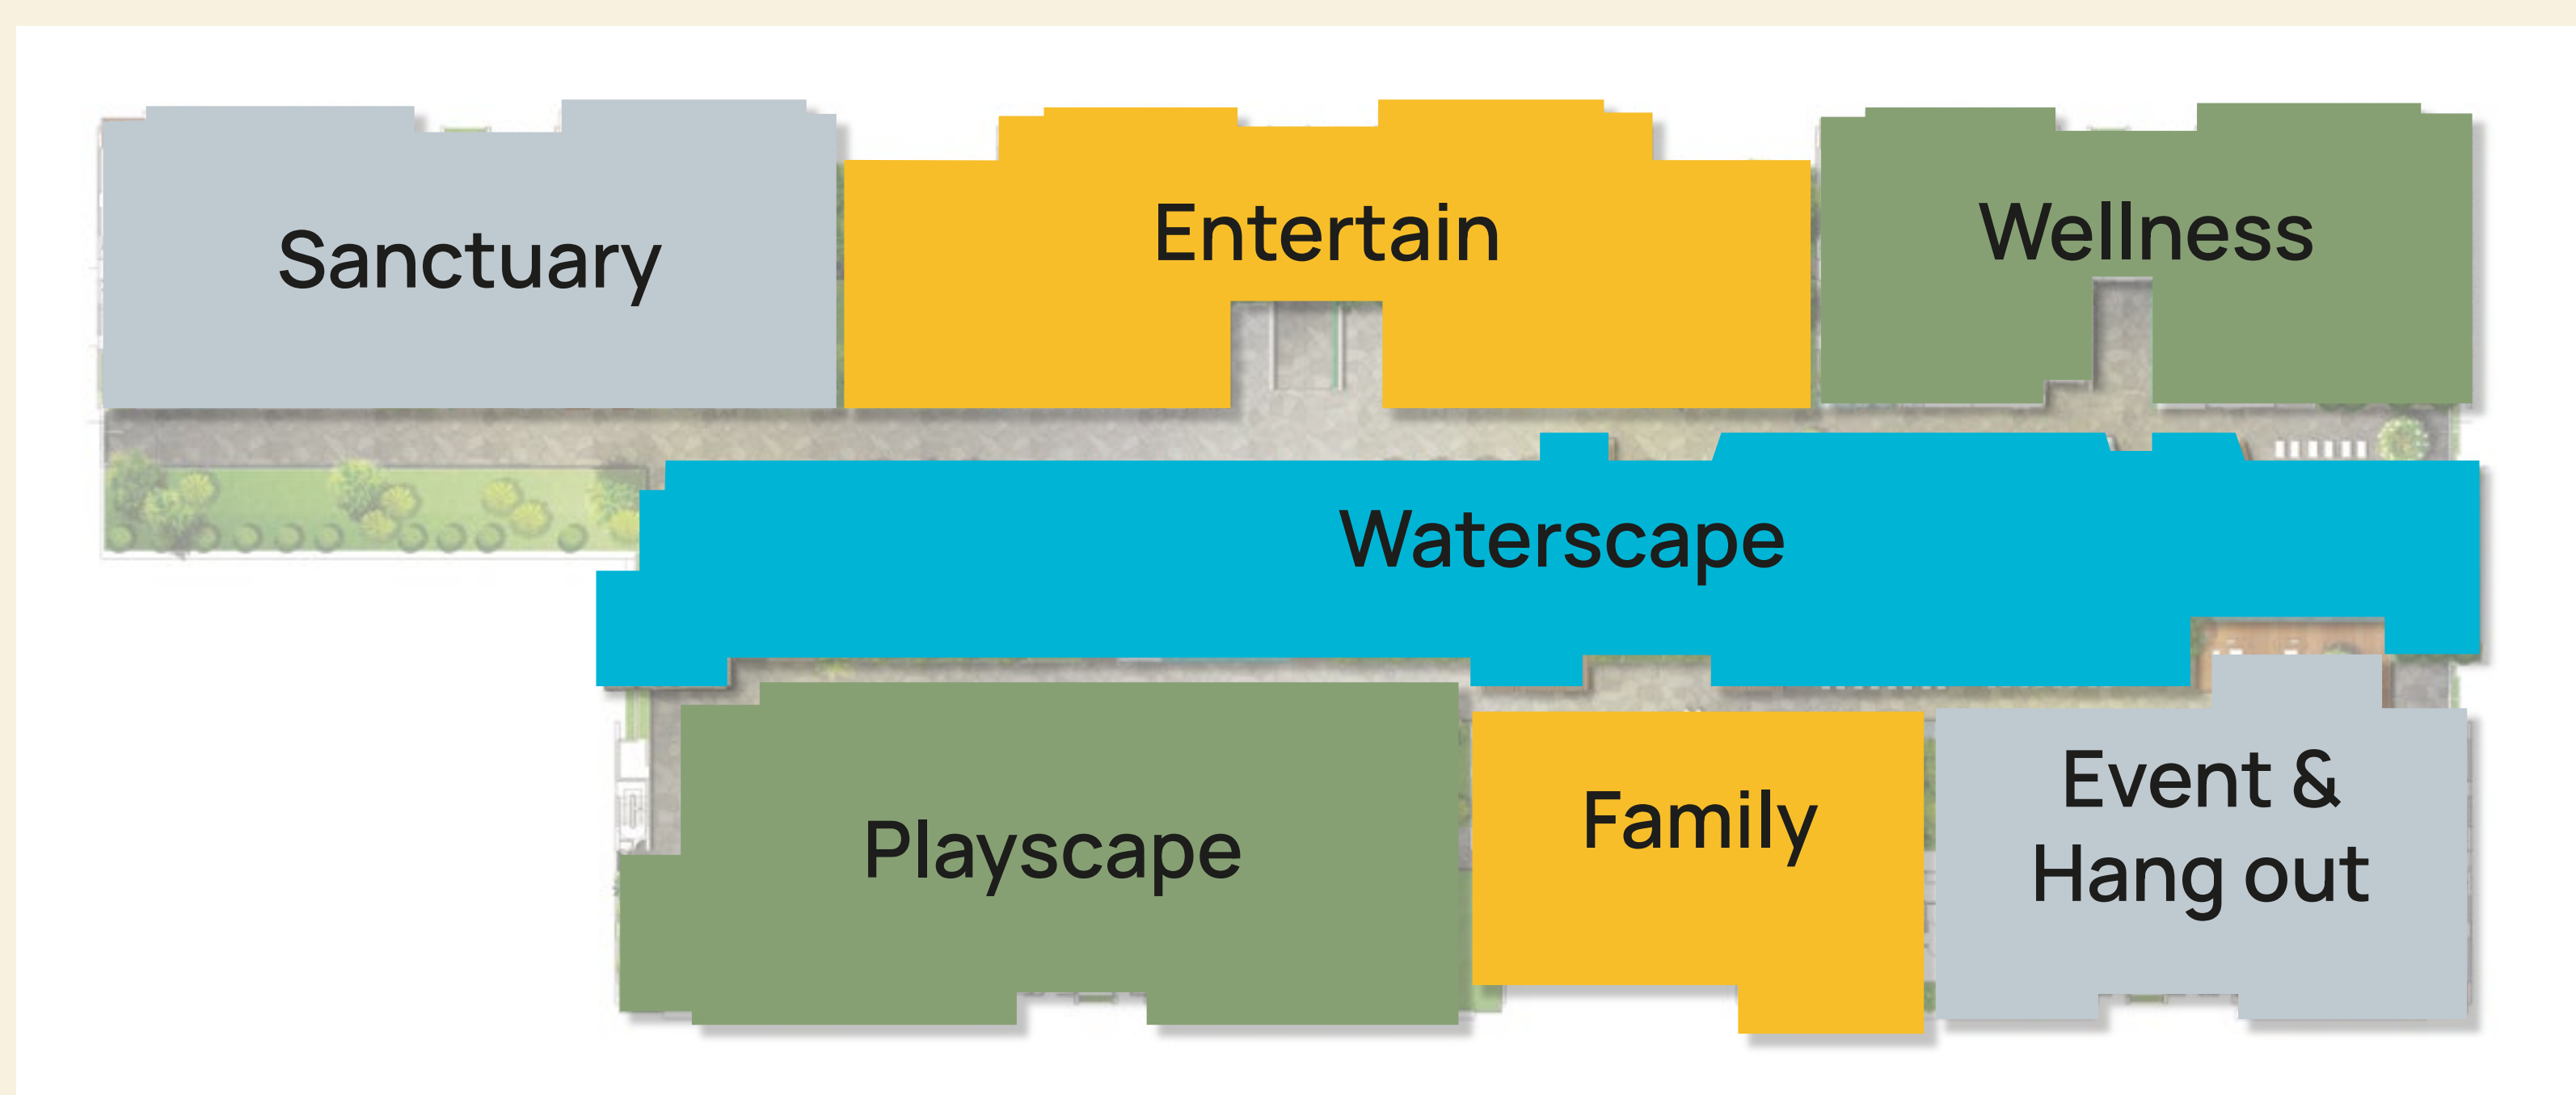 Sanctuary
Entertain
Wellness
Waterscape
Playscape
Family
Event &
Hang out